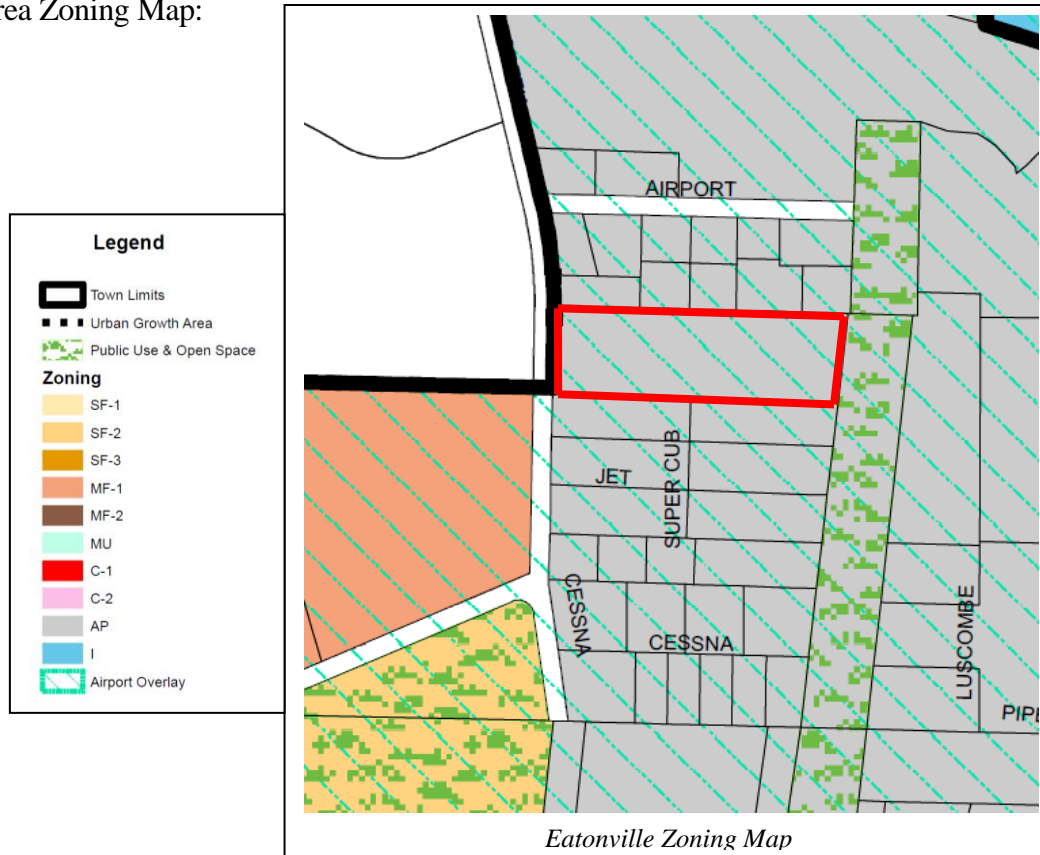 rea Zoning Map:
Legend
Town Limits
Urban Growth Area
Public Use & Open Space
Zoning
SF-1
SF-2
SF-3
MF-1
MF-2
MU
C-1
C-2
AP
I
Airport Overlay
AIRPORT
JET
SUPER CUB
CESSNA
CESSNA
LUSCOMBE
PIPE
Eatonville Zoning Map